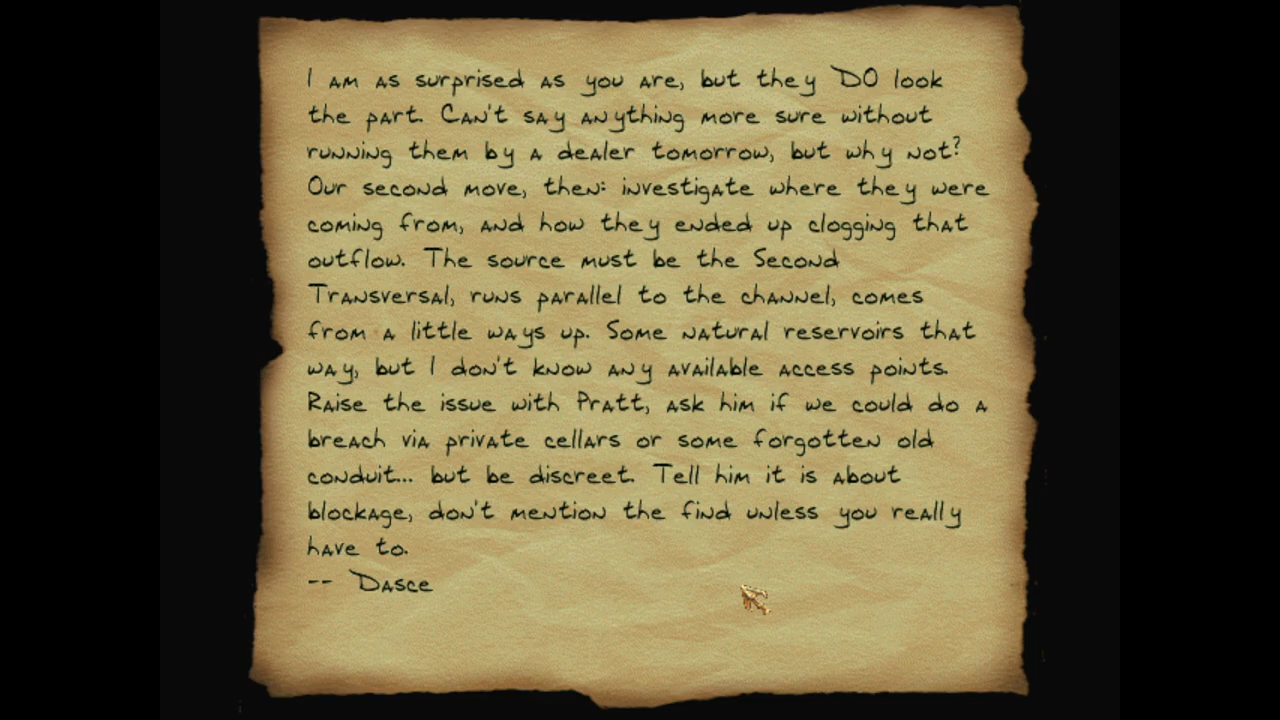 I am as surprised as you are, but they DO look
the part. Can't say anything more sure without
running them by a dealer tomorrow, but why not?
Our second move, then: investigate where they were
coming from, and how they ended up clogging that
outflow. The source must be the Second
Transversal, runs parallel to the channel, comes
from a little ways up. Some natural reservoirs that
way, but I don't know any available access points.
Raise the issue with Pratt, ask him if we could do a
breach via private cellars or some forgotten old
conduit... but be discreet. Tell him it is about
blockage, don't mention the find unless you really
have to.
-- Dasce